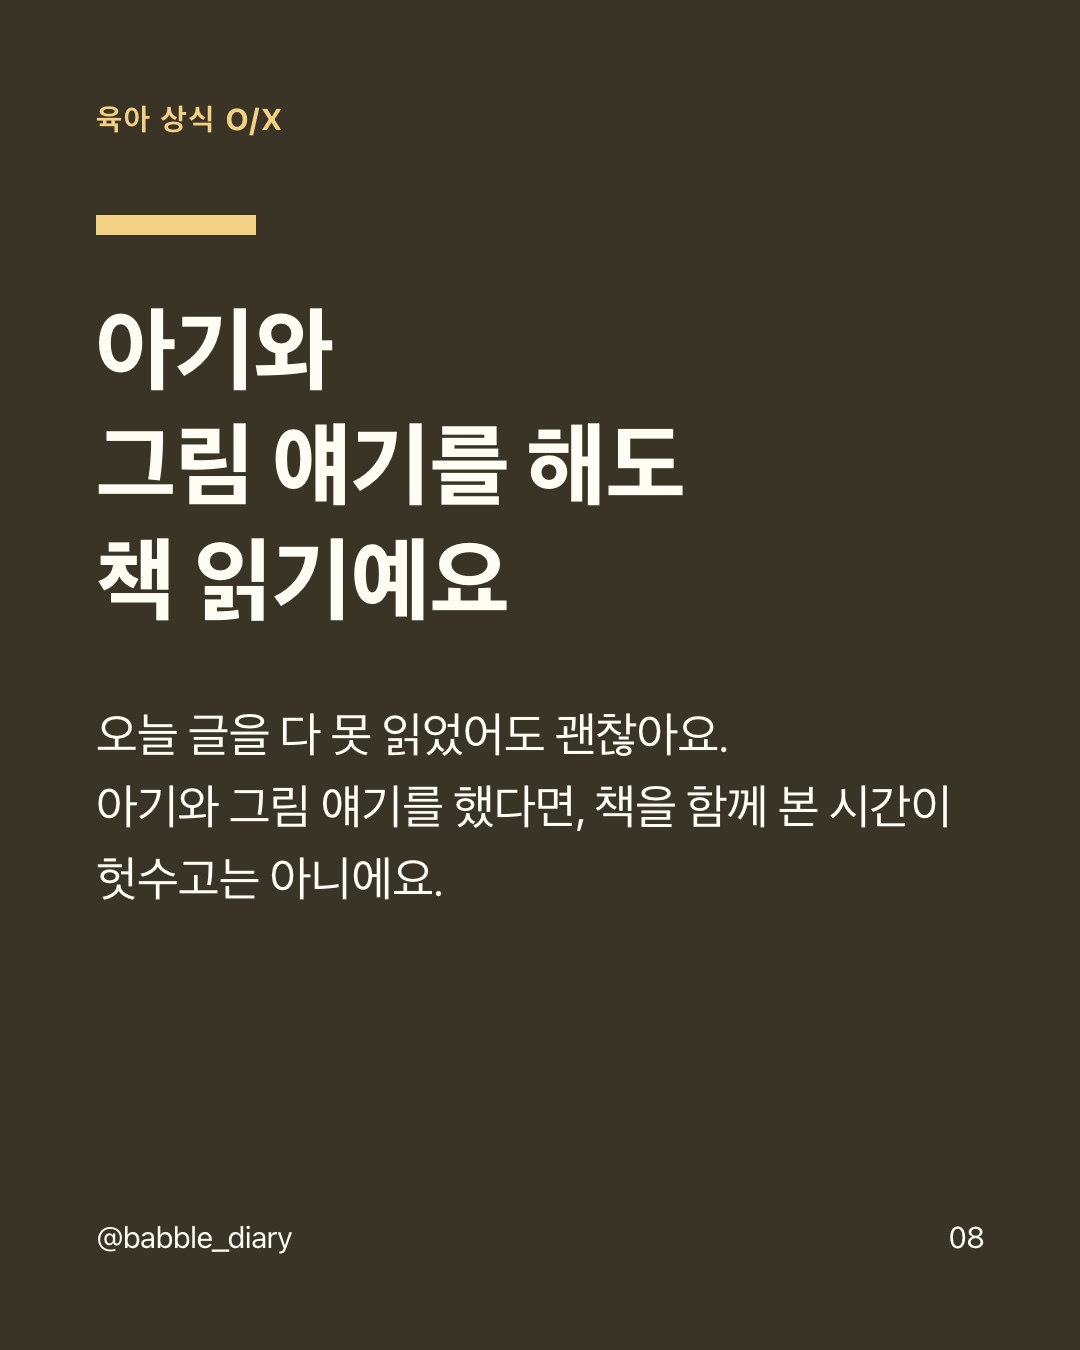 육아 상식 O/X
아기와
그림 얘기를 해도
책 읽기예요
오늘 글을 다 못 읽었어도 괜찮아요.
아기와 그림 얘기를 했다면, 책을 함께 본 시간이
헛수고는 아니에요.
@babble_diary
08